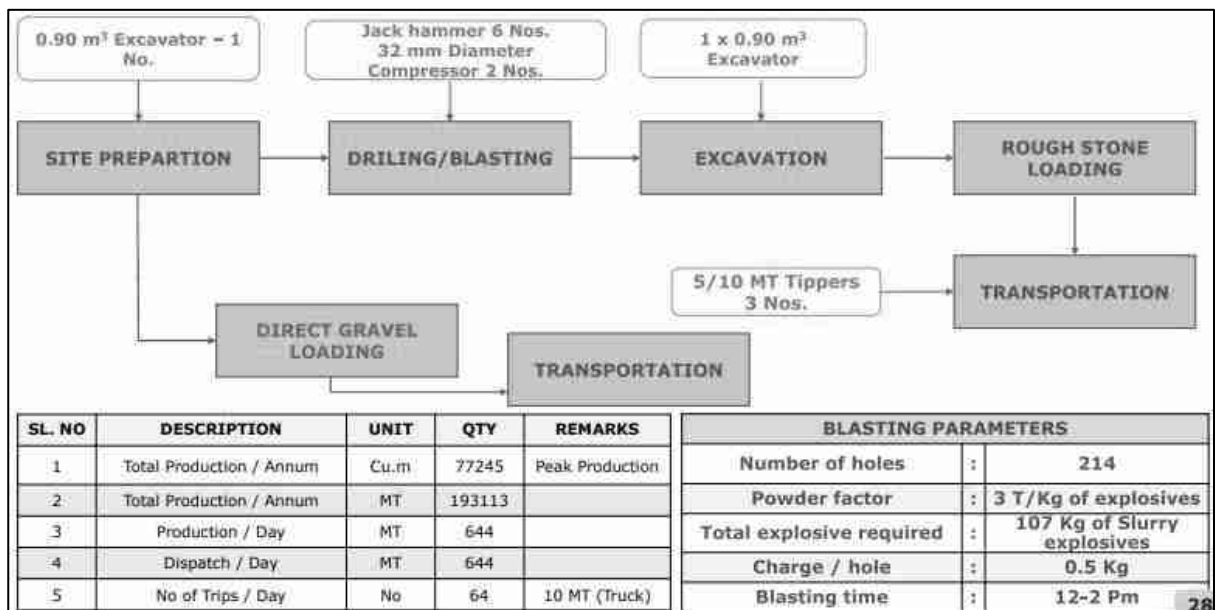 0.90 m³ Excavator – 1
No.
Jack hammer 6 Nos.
32 mm Diameter
Compressor 2 Nos.
1 x 0.90 m³
Excavator
SITE PREPARTION
DRILING/BLASTING
EXCAVATION
ROUGH STONE
LOADING
5/10 MT Tippers
3 Nos.
TRANSPORTATION
DIRECT GRAVEL
LOADING
TRANSPORTATION
SL. NO DESCRIPTION UNIT QTY REMARKS
1 Total Production / Annum Cu.m 77245 Peak Production
2 Total Production / Annum MT 193113
3 Production / Day MT 644
4 Dispatch / Day MT 644
5 No of Trips / Day No 64 10 MT (Truck)
BLASTING PARAMETERS
Number of holes : 214
Powder factor : 3 T/Kg of explosives
Total explosive required : 107 Kg of Slurry
explosives
Charge / hole : 0.5 Kg
Blasting time : 12-2 Pm
28